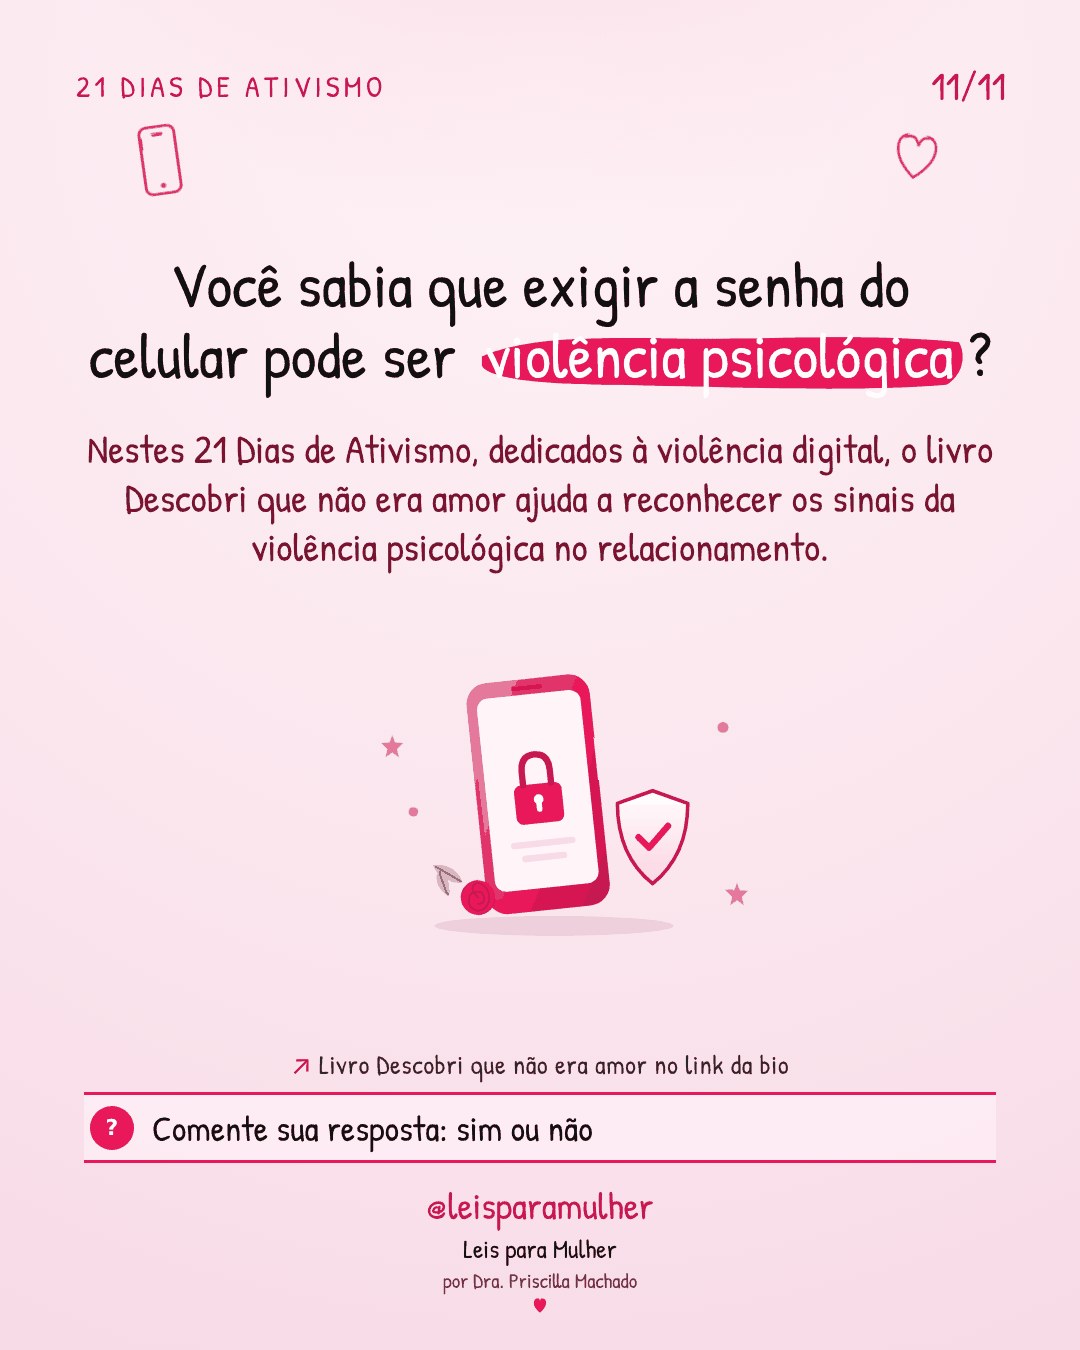 21 DIAS DE ATIVISMO
11/11
Você sabia que exigir a senha do
celular pode ser violência psicológica?
Nestes 21 Dias de Ativismo, dedicados à violência digital, o livro
Descobri que não era amor ajuda a reconhecer os sinais da
violência psicológica no relacionamento.
↗ Livro Descobri que não era amor no link da bio
? Comente sua resposta: sim ou não
@leisparamulher
Leis para Mulher
por Dra. Priscilla Machado